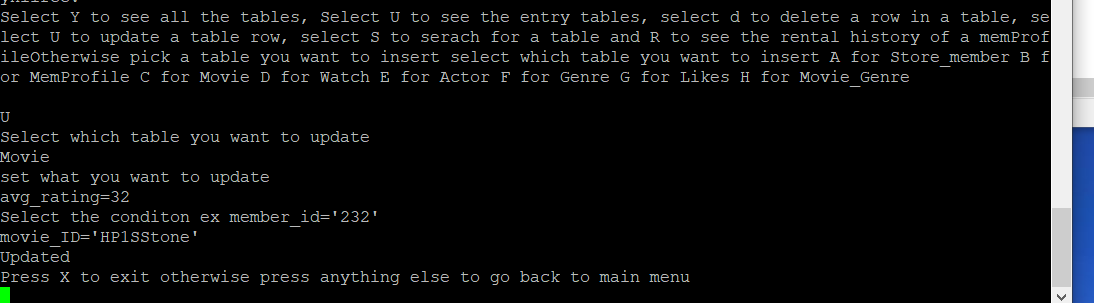 Select Y to see all the tables, Select U to see the entry tables, select d to delete a row in a table, se
lect U to update a table row, select S to serach for a table and R to see the rental history of a memProf
ileOtherwise pick a table you want to insert select which table you want to insert A for Store_member B f
or MemProfile C for Movie D for Watch E for Actor F for Genre G for Likes H for Movie_Genre
U
Select which table you want to update
Movie
set what you want to update
avg_rating=32
Select the conditon ex member_id='232'
movie_ID='HP1SStone'
Updated
Press X to exit otherwise press anything else to go back to main menu